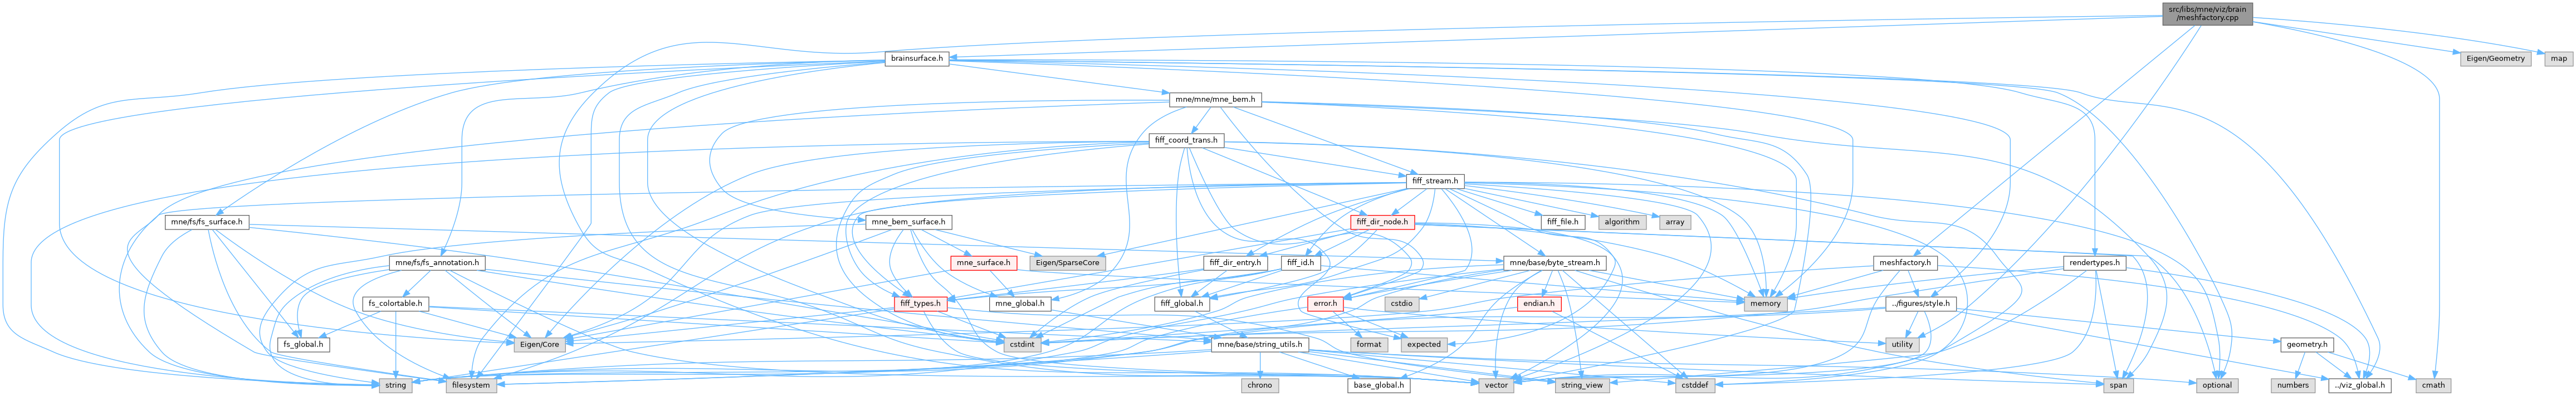 src/libs/mne/viz/brain
/meshfactory.cpp
brainsurface.h
Eigen/Geometry
map
mne/mne/mne_bem.h
fiff_coord_trans.h
fiff_stream.h
mne/fs/fs_surface.h
mne_bem_surface.h
fiff_dir_node.h
fiff_file.h
algorithm
array
mne/fs/fs_annotation.h
mne_surface.h
Eigen/SparseCore
fiff_dir_entry.h
fiff_id.h
mne/base/byte_stream.h
meshfactory.h
rendertypes.h
fs_colortable.h
fiff_types.h
mne_global.h
fiff_global.h
cstdio
error.h
endian.h
memory
../figures/style.h
fs_global.h
Eigen/Core
cstdint
mne/base/string_utils.h
format
expected
utility
geometry.h
string
filesystem
chrono
base_global.h
vector
string_view
cstddef
span
optional
numbers
../viz_global.h
cmath